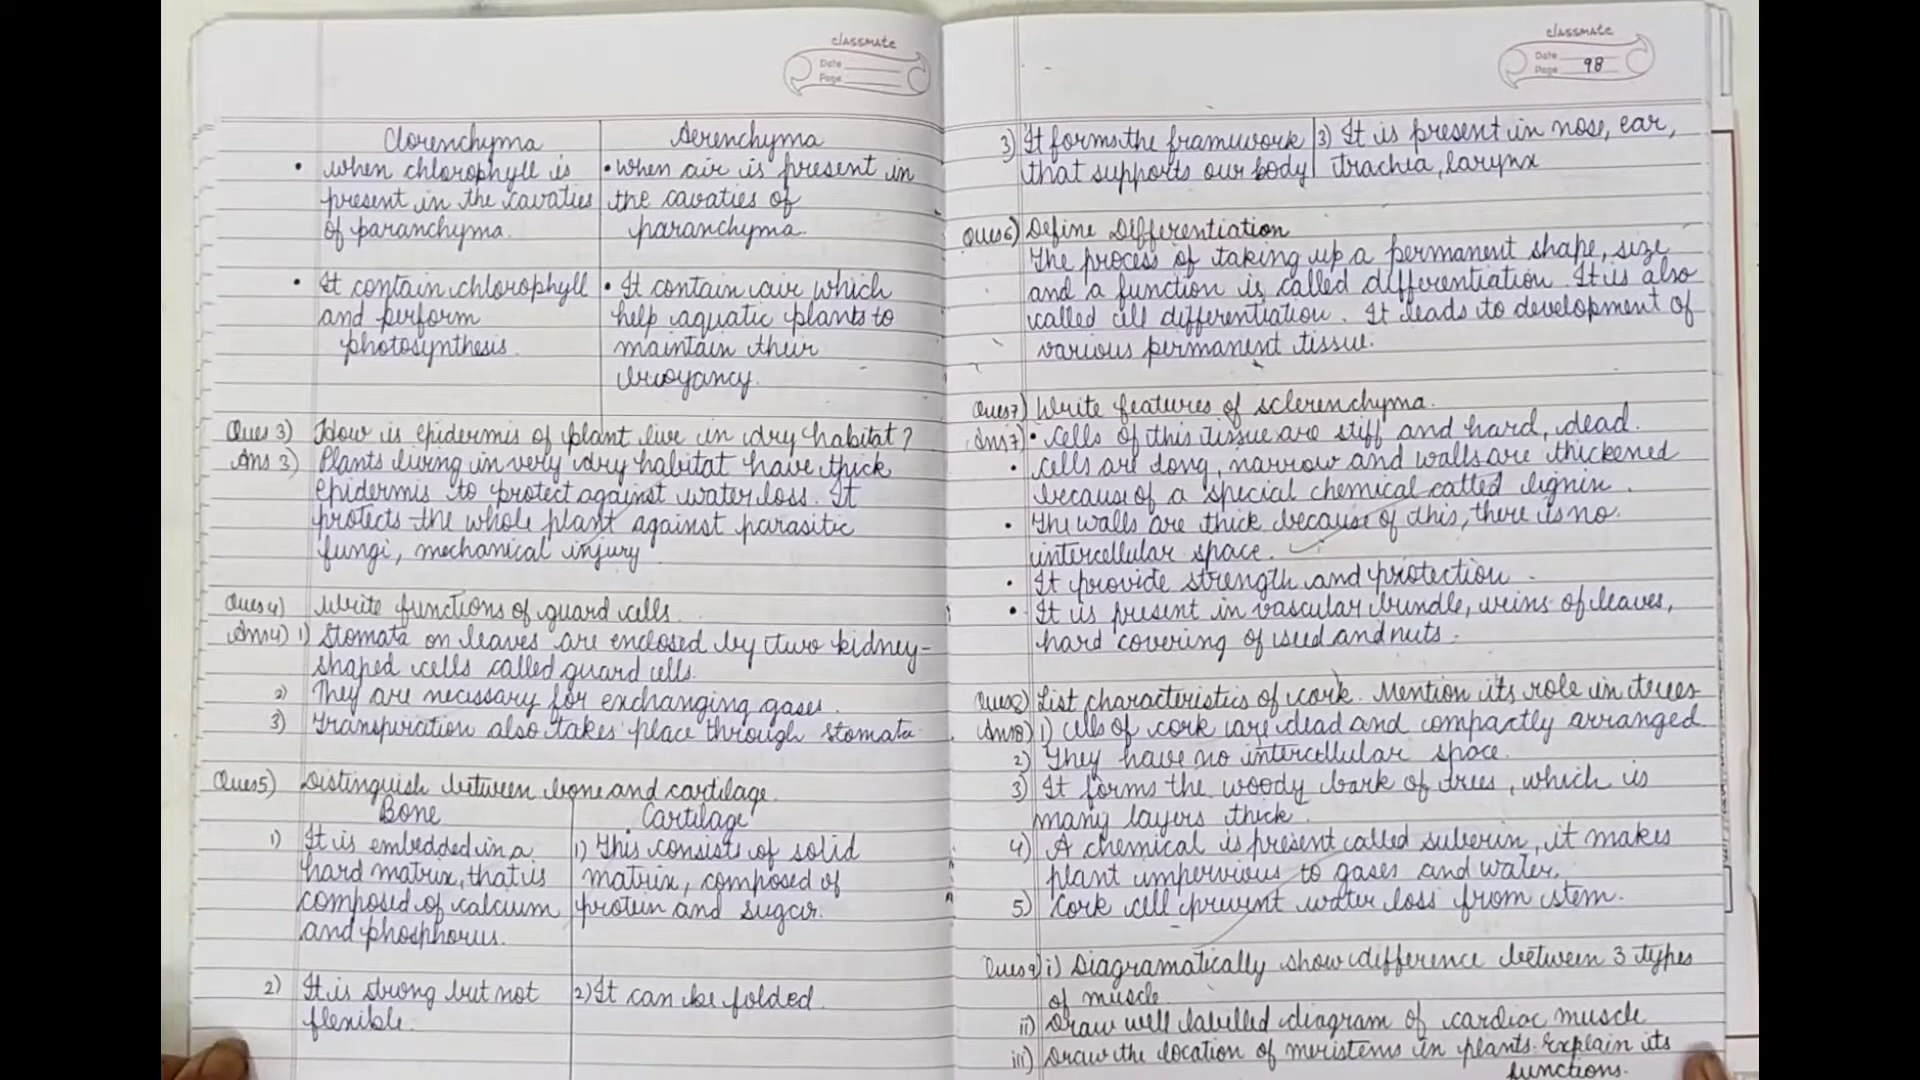 classmate
Date
Page
Clorenchyma
Aerenchyma
• when chlorophyll is
present in the cavaties
of paranchyma.
• when air is present in
the cavaties of
paranchyma.
• It contain chlorophyll
and perform
photosynthesis.
• It contain air which
help aquatic plants to
maintain their
buoyancy.
Ques 3) How is epidermis of plant live in dry habitat?
Ans 3) Plants living in very dry habitat have thick
epidermis to protect against water loss. It
protects the whole plant against parasitic
fungi, mechanical injury
Ques 4) Write functions of guard cells.
Ans 4) 1) Stomata on leaves are enclosed by two kidney-
shaped cells called guard cells.
2) They are necessary for exchanging gases.
3) Transpiration also takes place through stomata.
Ques 5) Distinguish between bone and cartilage.
Bone
Cartilage
1) It is embedded in a
hard matrix, that is
composed of calcium
and phosphorus.
1) This consists of solid
matrix, composed of
protein and sugar.
2) It is strong but not
flexible.
2) It can be folded.
classmate
Date
Page 98
3) It forms the framework
that supports our body
3) It is present in nose, ear,
trachia, larynx
Ques 6) Define Differentiation
The process of taking up a permanent shape, size
and a function is called differentiation. It is also
called cell differentiation. It leads to development of
various permanent tissue.
Ques 7) Write features of sclerenchyma.
Ans 7) • Cells of this tissue are stiff and hard, dead.
• Cells are long, narrow and walls are thickened
because of a special chemical called lignin.
• The walls are thick because of this, there is no
intercellular space.
• It provide strength and protection.
• It is present in vascular bundle, veins of leaves,
hard covering of seed and nuts.
Ques 8) List characteristics of cork. Mention its role in trees
Ans 8) 1) Cells of cork are dead and compactly arranged
2) They have no intercellular space.
3) It forms the woody bark of trees, which is
many layers thick.
4) A chemical is present called suberin, it makes
plant impervious to gases and water.
5) Cork cell prevent water loss from stem.
Ques 9) i) Diagramatically show difference between 3 types
of muscle.
ii) Draw well labelled diagram of cardiac muscle
iii) Draw the location of meristems in plants. Explain its
functions.